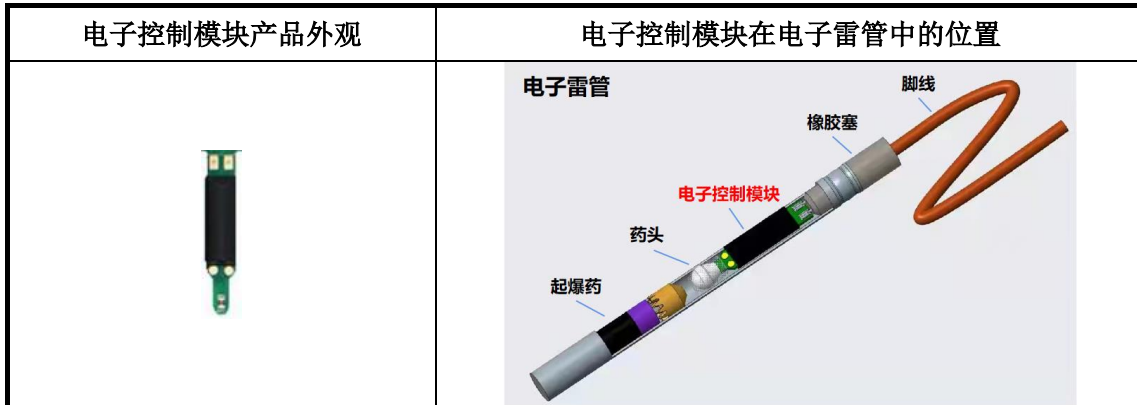 电子控制模块产品外观
电子控制模块在电子雷管中的位置
电子雷管
脚线
橡胶塞
电子控制模块
药头
起爆药